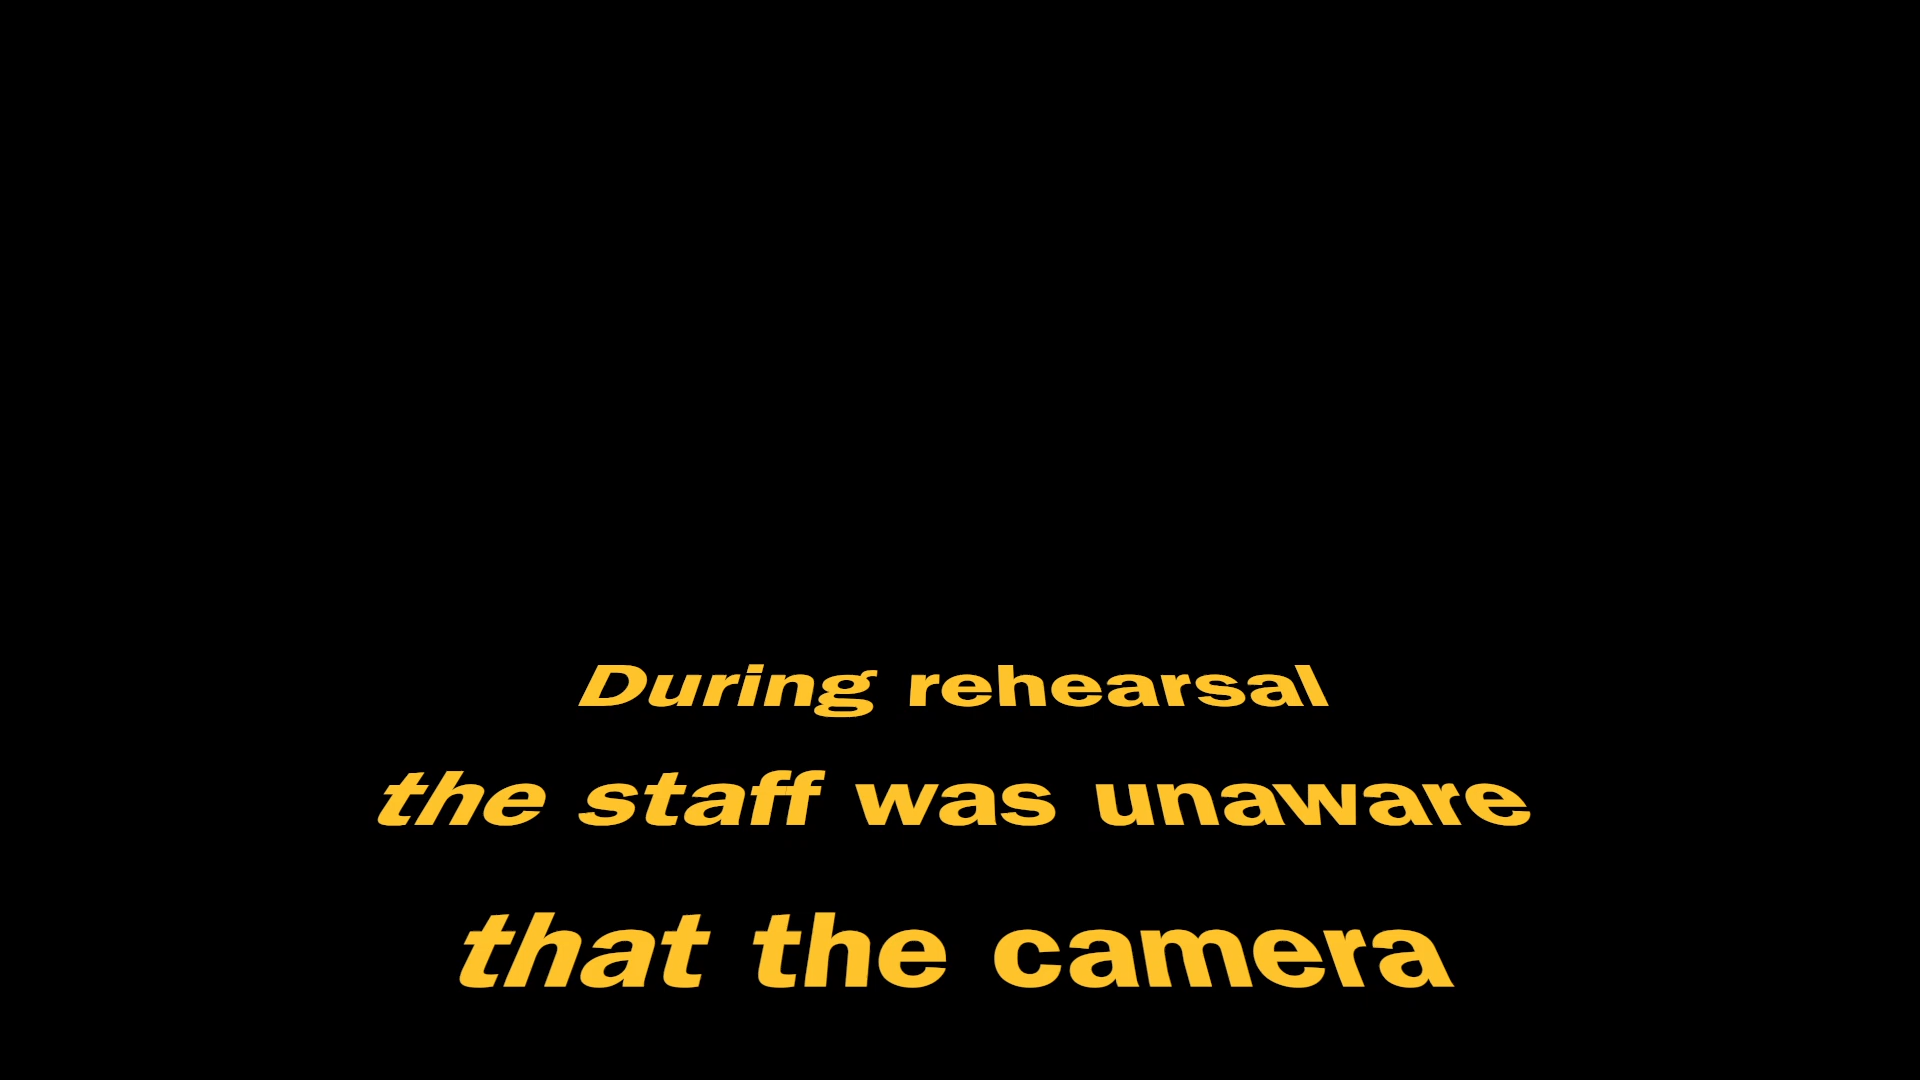 During rehearsal
the staff was unaware
that the camera